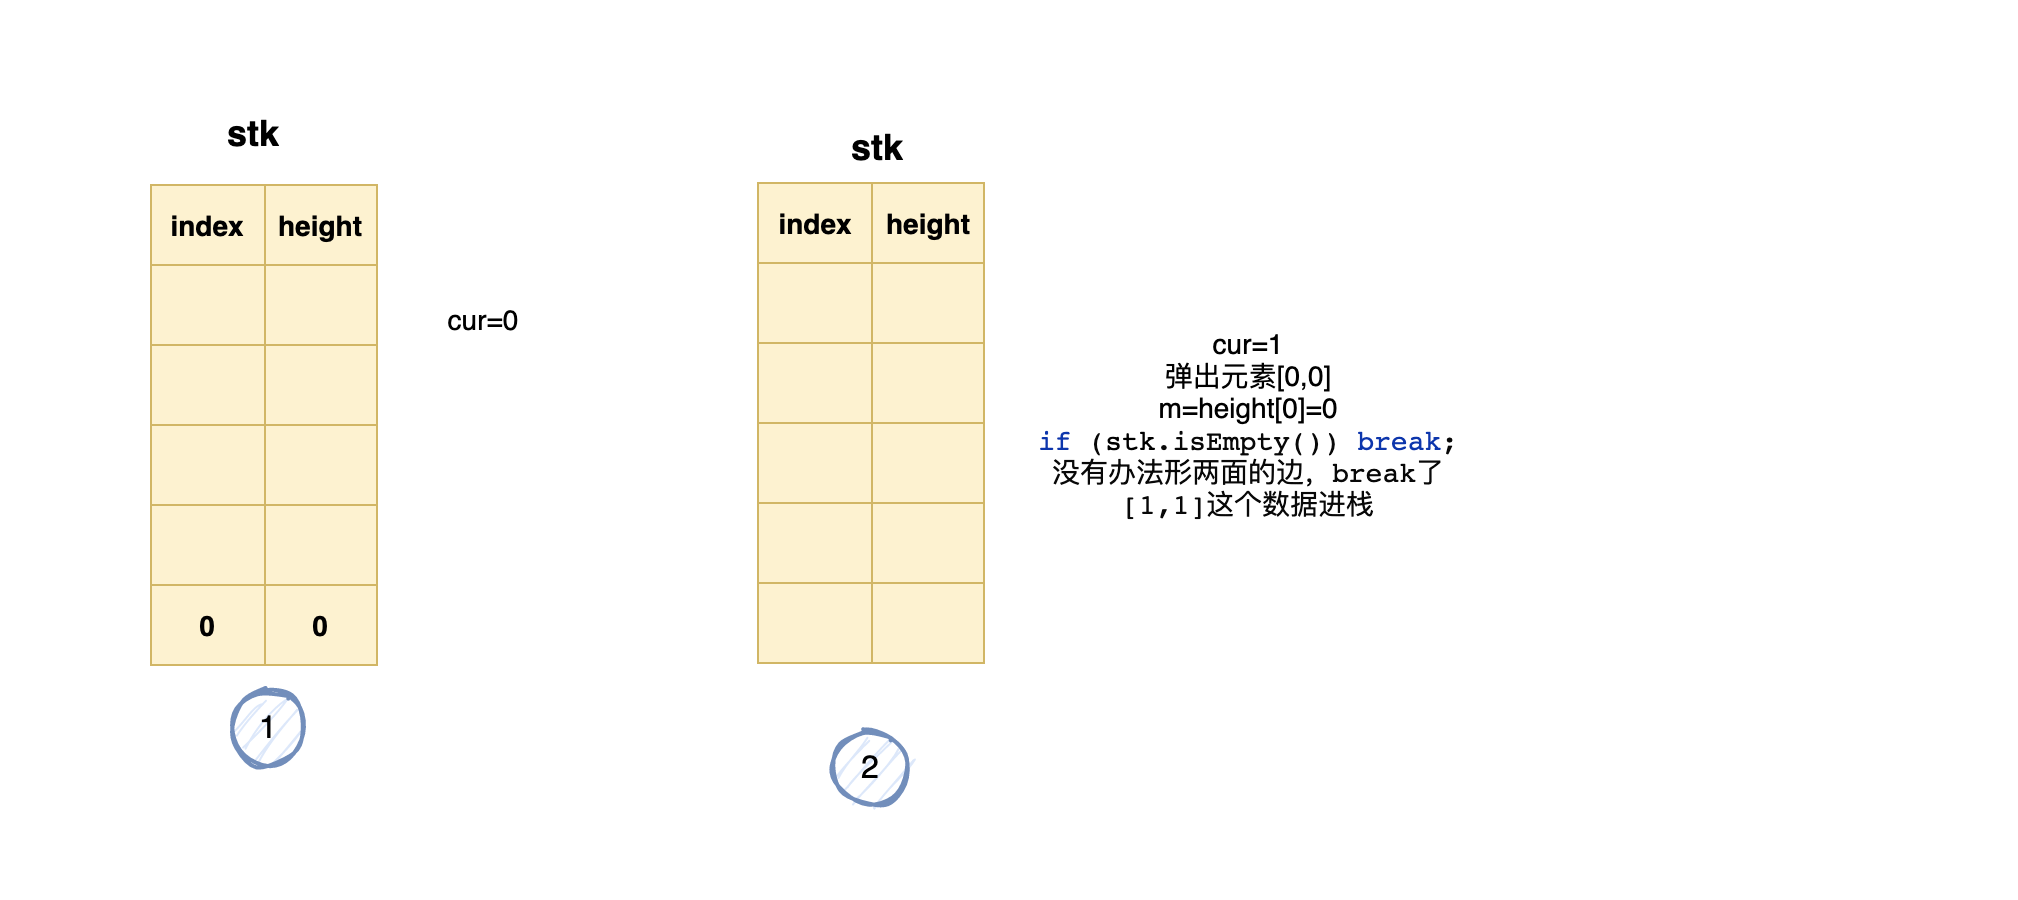 stk
index height
cur=0
0 0
1
stk
index height
cur=1
弹出元素[0,0]
m=height[0]=0
if (stk.isEmpty()) break;
没有办法形两面的边，break了
[1,1]这个数据进栈
2